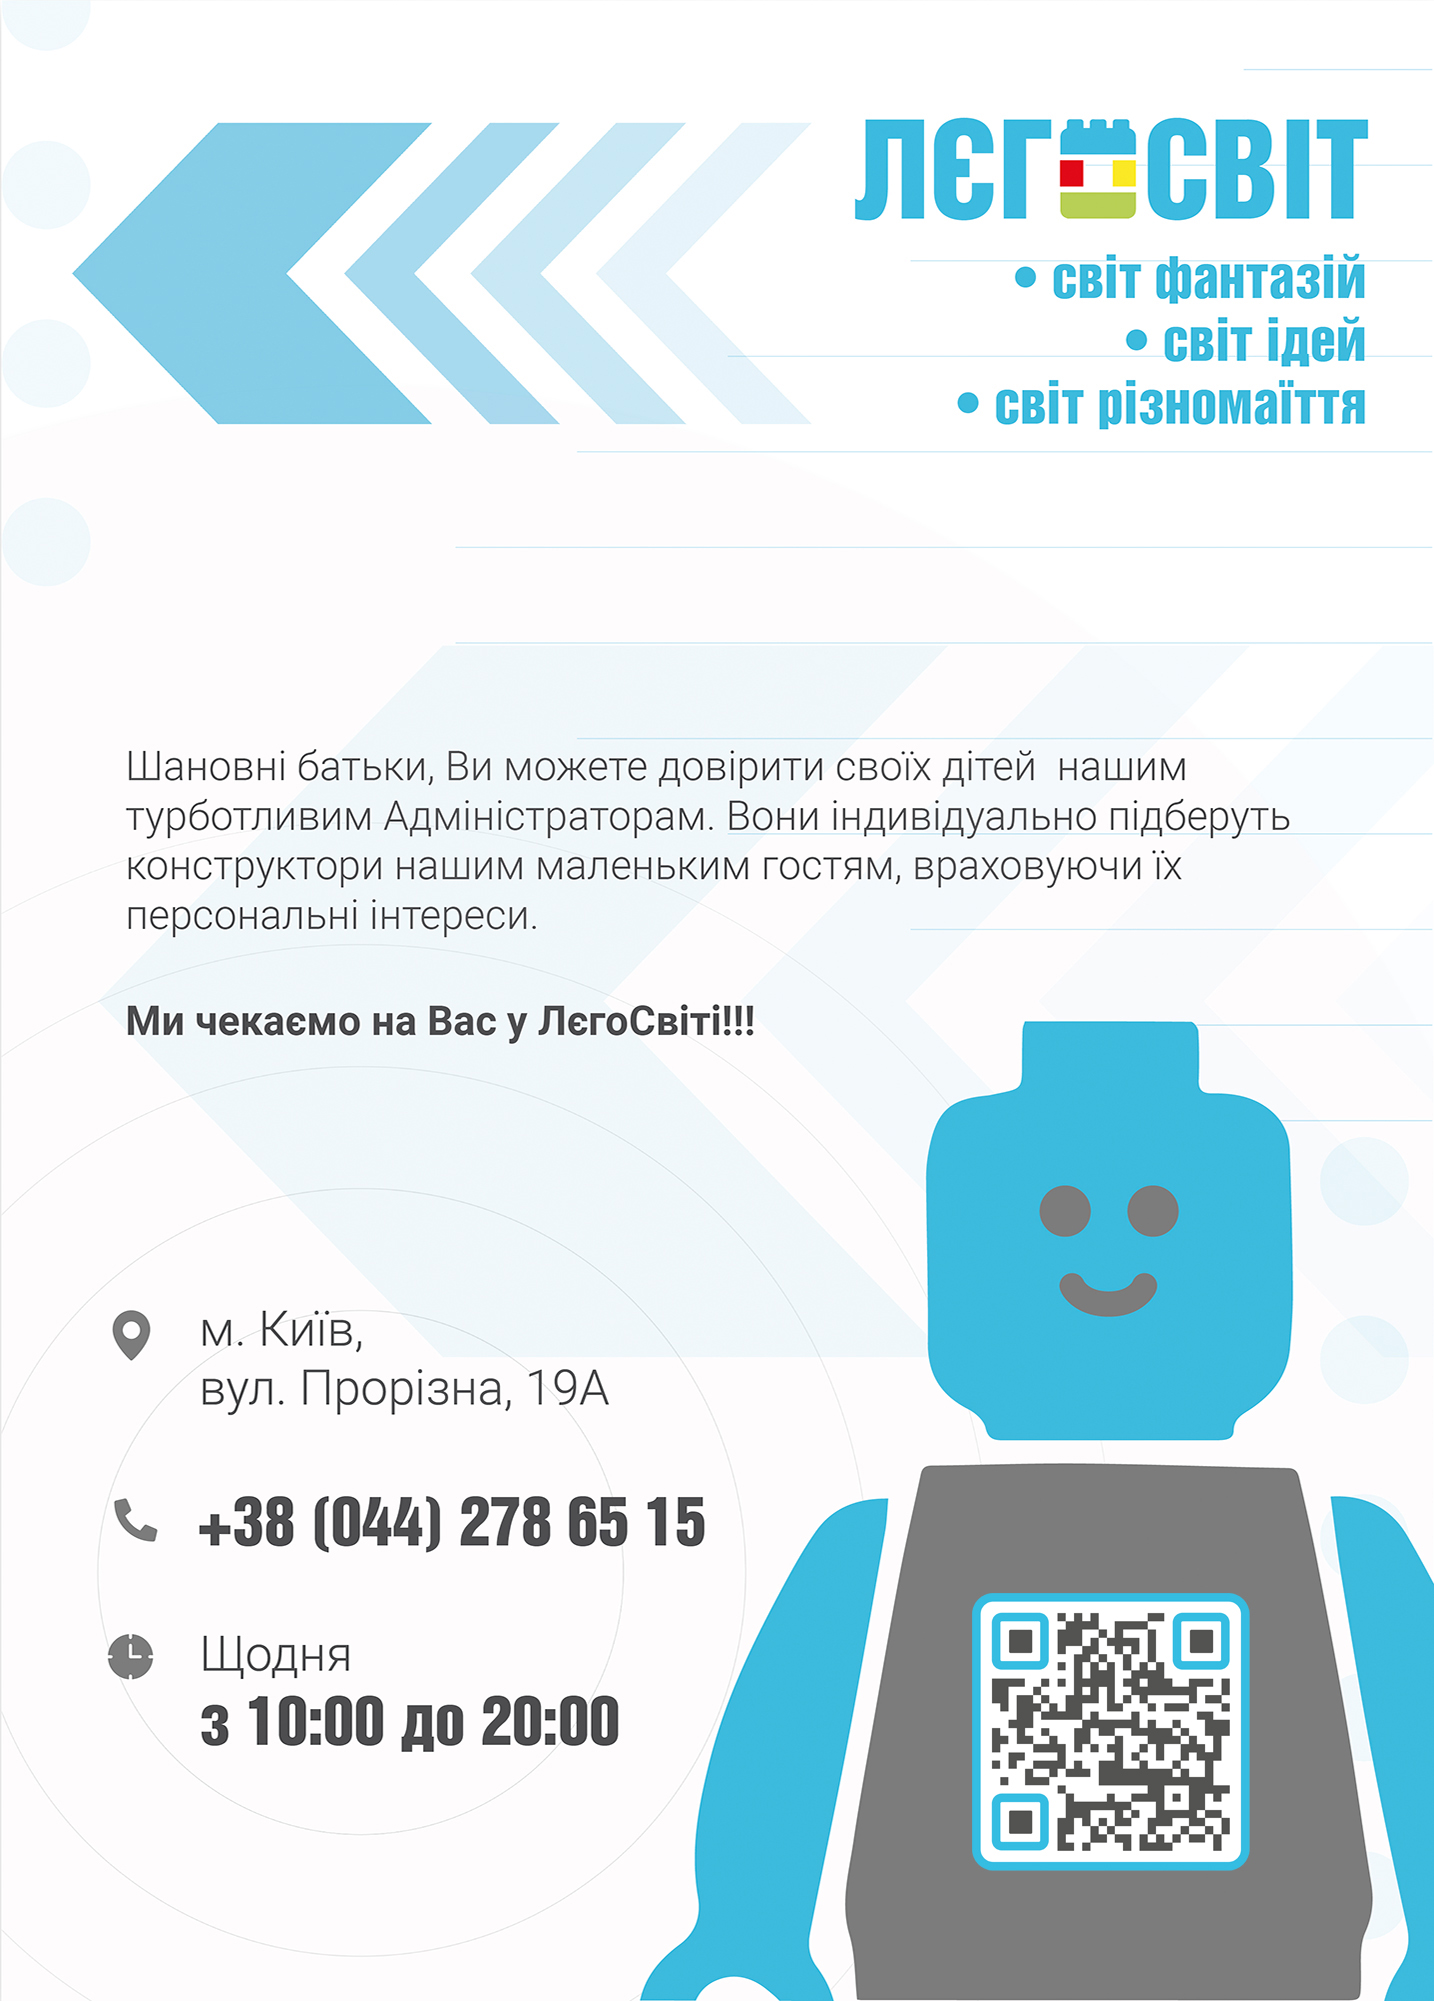 ЛЄГОСВІТ
• світ фантазій
• світ ідей
• світ різномаїття
Шановні батьки, Ви можете довірити своїх дітей нашим
турботливим Адміністраторам. Вони індивідуально підберуть
конструктори нашим маленьким гостям, враховуючи їх
персональні інтереси.
Ми чекаємо на Вас у ЛєгоСвіті!!!
м. Київ,
вул. Прорізна, 19А
+38 (044) 278 65 15
Щодня
з 10:00 до 20:00